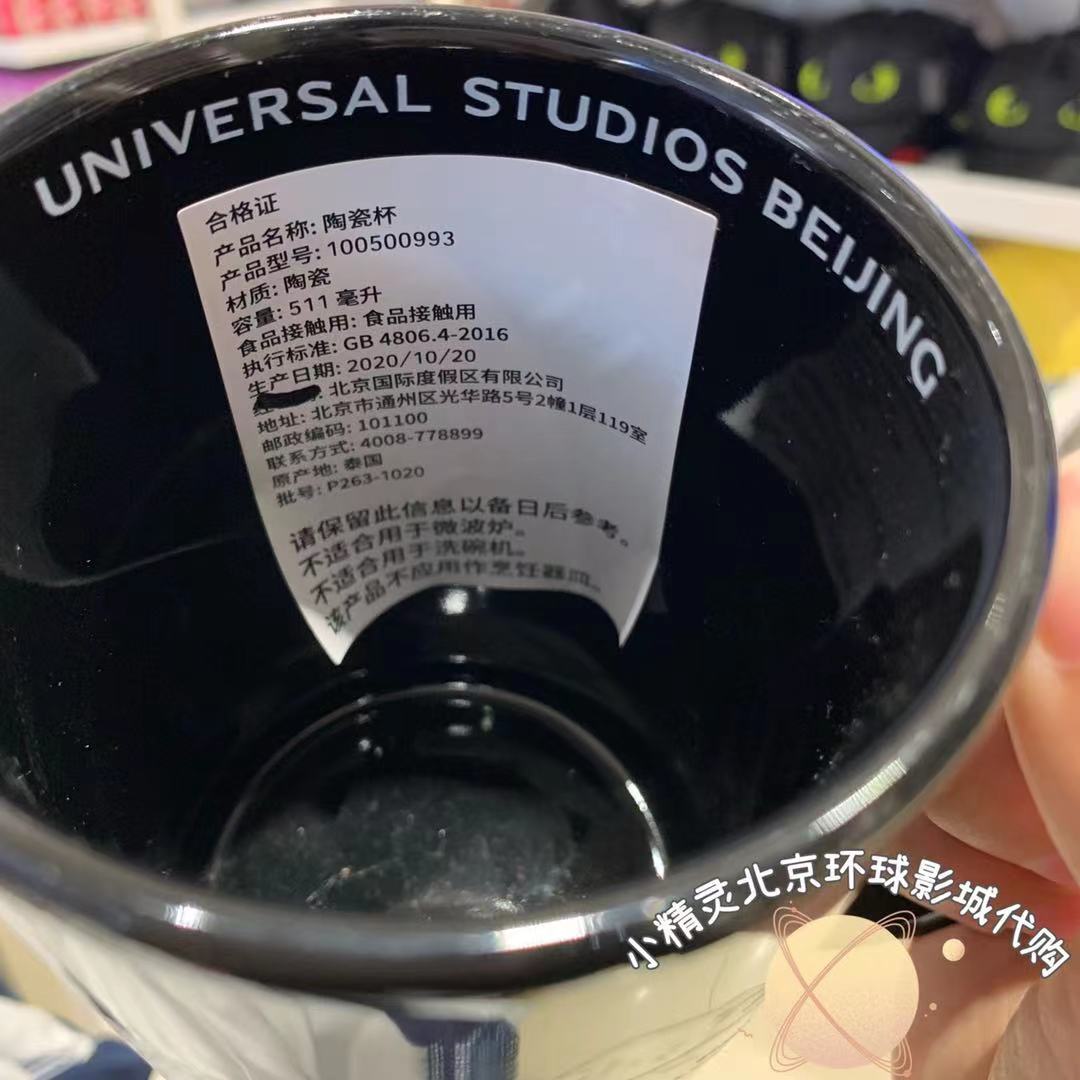 UNIVERSAL STUDIOS BEIJING
合格证
产品名称: 陶瓷杯
产品型号: 100500993
材质: 陶瓷
容量: 511 毫升
食品接触用: 食品接触用
执行标准: GB 4806.4-2016
生产日期: 2020/10/20
北京国际度假区有限公司
地址: 北京市通州区光华路5号2幢1层119室
邮政编码: 101100
联系方式: 4008-778899
原产地: 泰国
批号: P263-1020
请保留此信息以备日后参考。
不适合用于微波炉。
不适合用于洗碗机。
该产品不应用作烹饪器皿。
小精灵北京环球影城代购